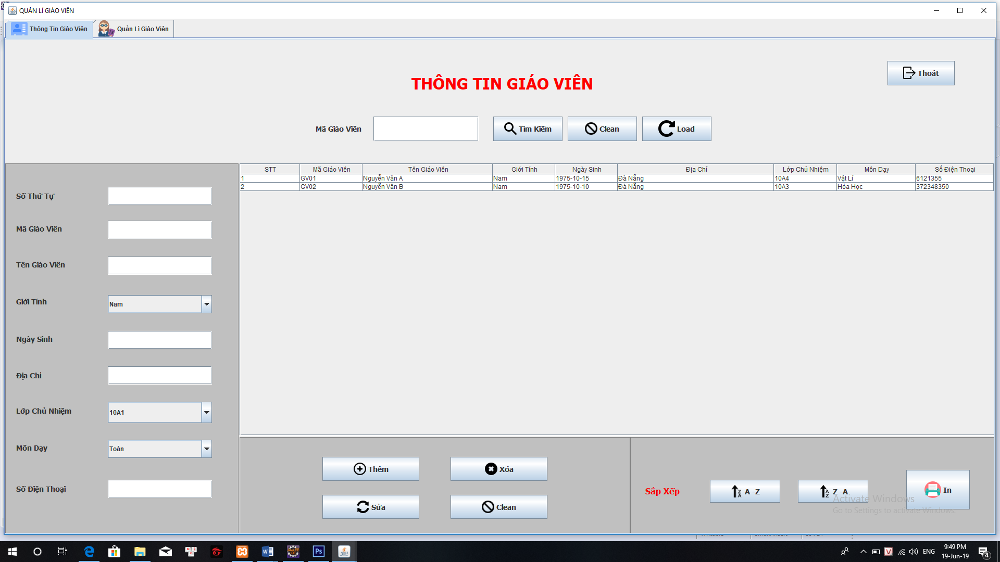 QUẢN LÍ GIÁO VIÊN
Thông Tin Giáo Viên
Quản Lí Giáo Viên
Thoát
THÔNG TIN GIÁO VIÊN
Mã Giáo Viên
Tìm Kiếm
Clean
Load
STT Mã Giáo Viên Tên Giáo Viên Giới Tính Ngày Sinh Địa Chỉ Lớp Chủ Nhiệm Môn Dạy Số Điện Thoại
1 GV01 Nguyễn Văn A Nam 1975-10-15 Đà Nẵng 10A4 Vật Lí 6121355
2 GV02 Nguyễn Văn B Nam 1975-10-10 Đà Nẵng 10A3 Hóa Học 372348350
Số Thứ Tự
Mã Giáo Viên
Tên Giáo Viên
Giới Tính Nam
Ngày Sinh
Địa Chỉ
Lớp Chủ Nhiệm 10A1
Môn Dạy Toán
Số Điện Thoại
Thêm
Xóa
Sửa
Clean
Sắp Xếp
A -Z
Z -A
In
Activate Windows
Go to Settings to activate Windows.
ENG
9:49 PM
19-Jun-19
4